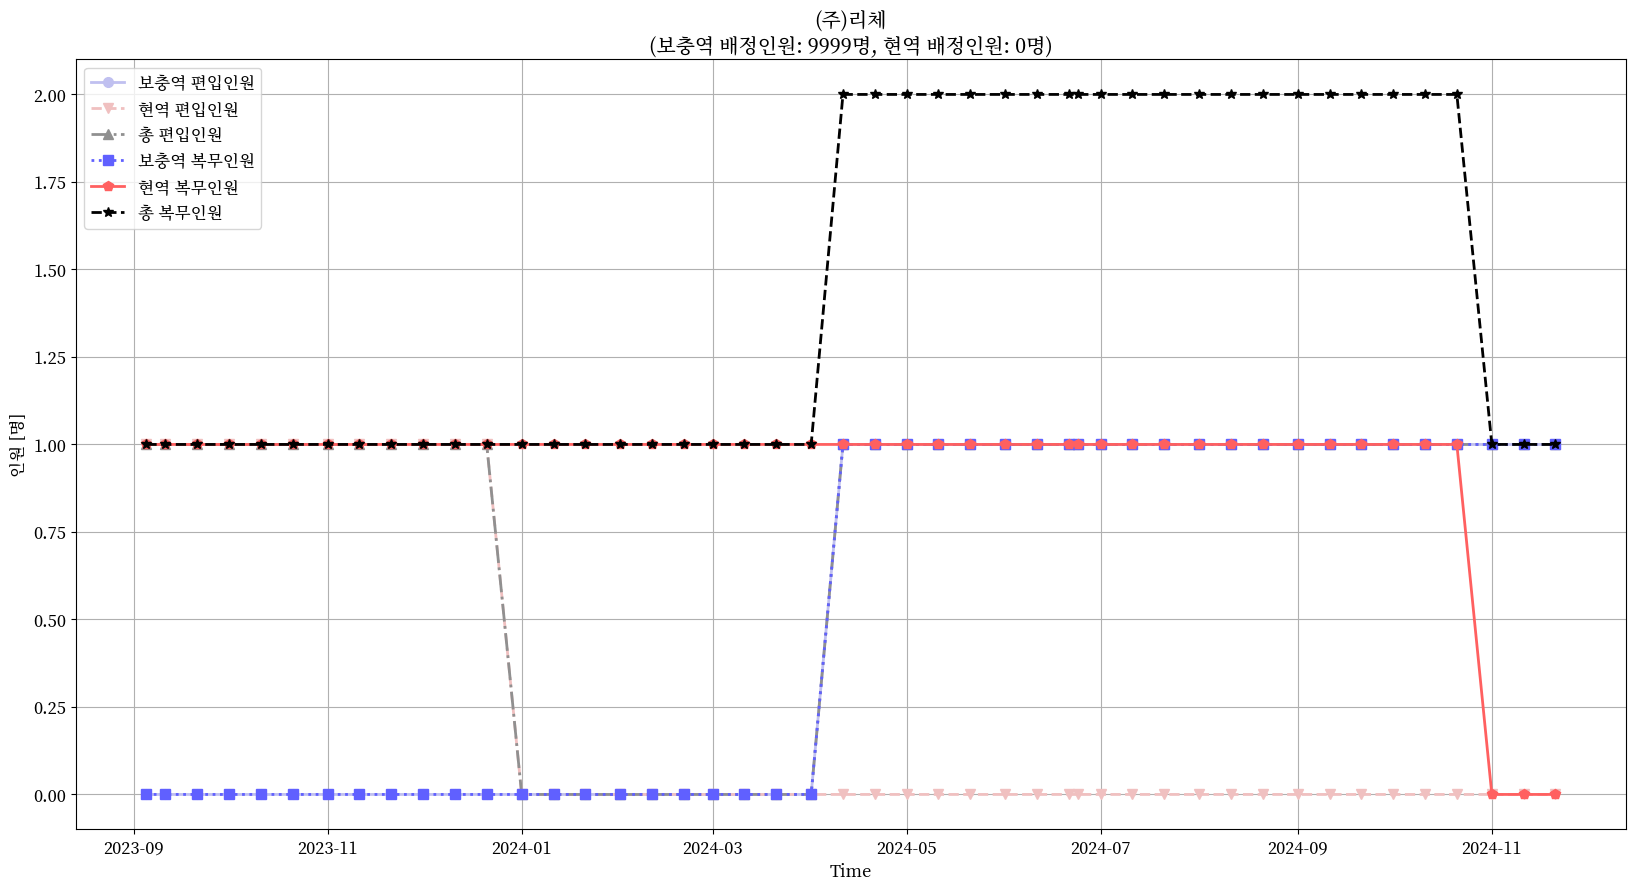 (주)리체
(보충역 배정인원: 9999명, 현역 배정인원: 0명)
보충역 편입인원
현역 편입인원
총 편입인원
보충역 복무인원
현역 복무인원
총 복무인원
2.00
1.75
1.50
1.25
1.00
0.75
0.50
0.25
0.00
인원 [명]
2023-09 2023-11 2024-01 2024-03 2024-05 2024-07 2024-09 2024-11
Time